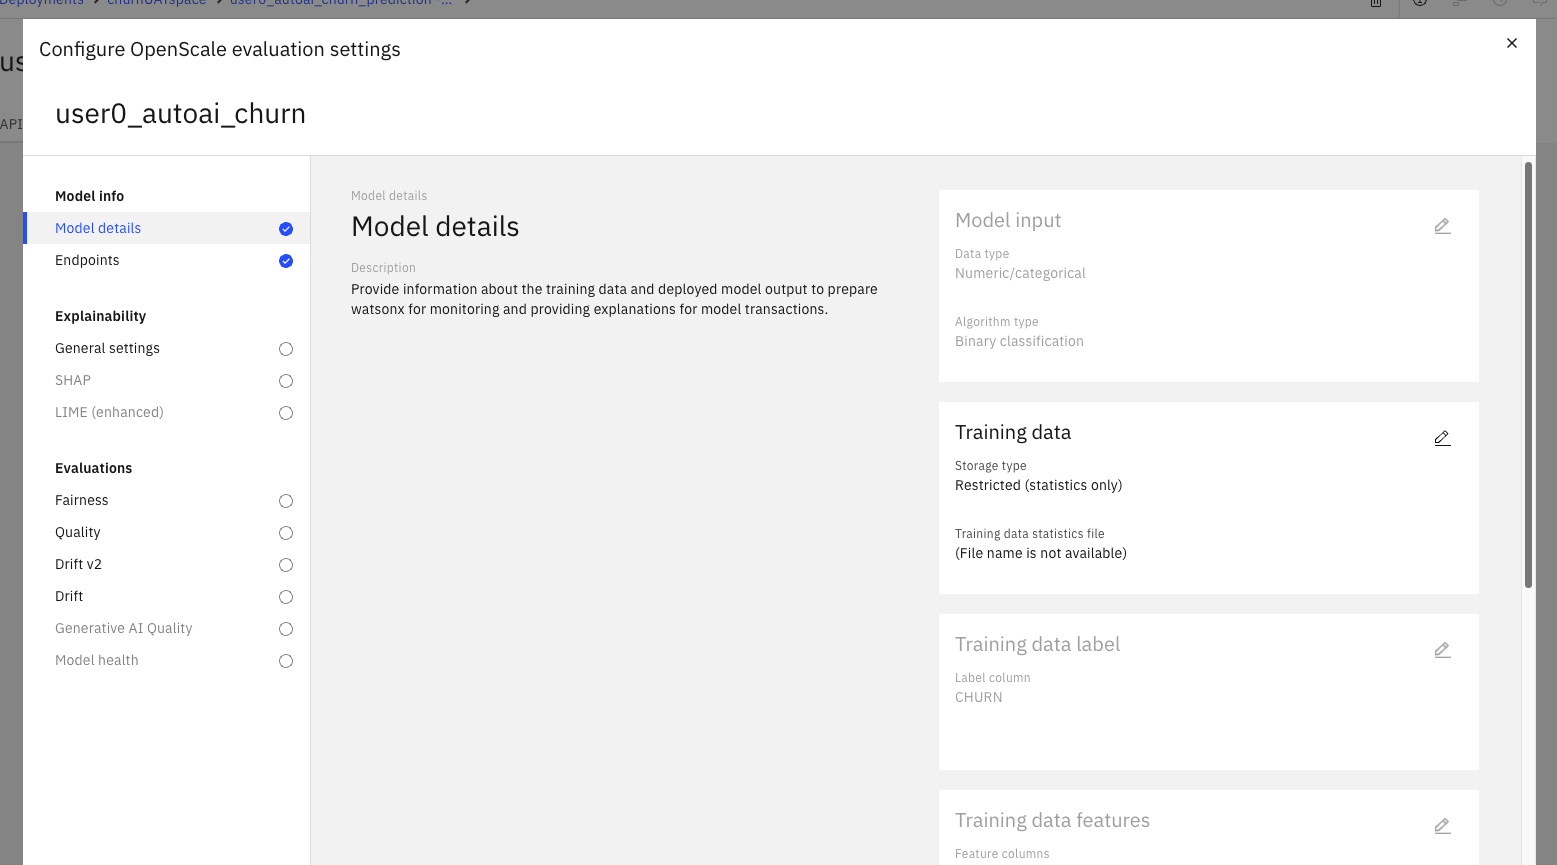 Deployments
churnUATspace
user0_autoai_churn_prediction -...
us
API
Configure OpenScale evaluation settings
user0_autoai_churn
Model info
Model details
Endpoints
Explainability
General settings
SHAP
LIME (enhanced)
Evaluations
Fairness
Quality
Drift v2
Drift
Generative AI Quality
Model health
Model details
Model details
Description
Provide information about the training data and deployed model output to prepare
watsonx for monitoring and providing explanations for model transactions.
Model input
Data type
Numeric/categorical
Algorithm type
Binary classification
Training data
Storage type
Restricted (statistics only)
Training data statistics file
(File name is not available)
Training data label
Label column
CHURN
Training data features
Feature columns